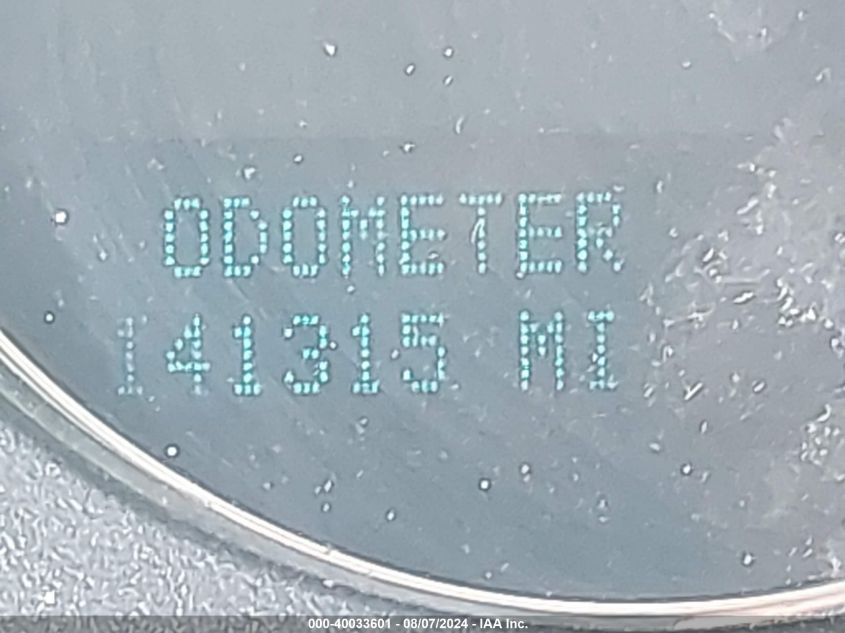 ODOMETER
141315 MI
000-40033601 - 08/07/2024 - IAA Inc.